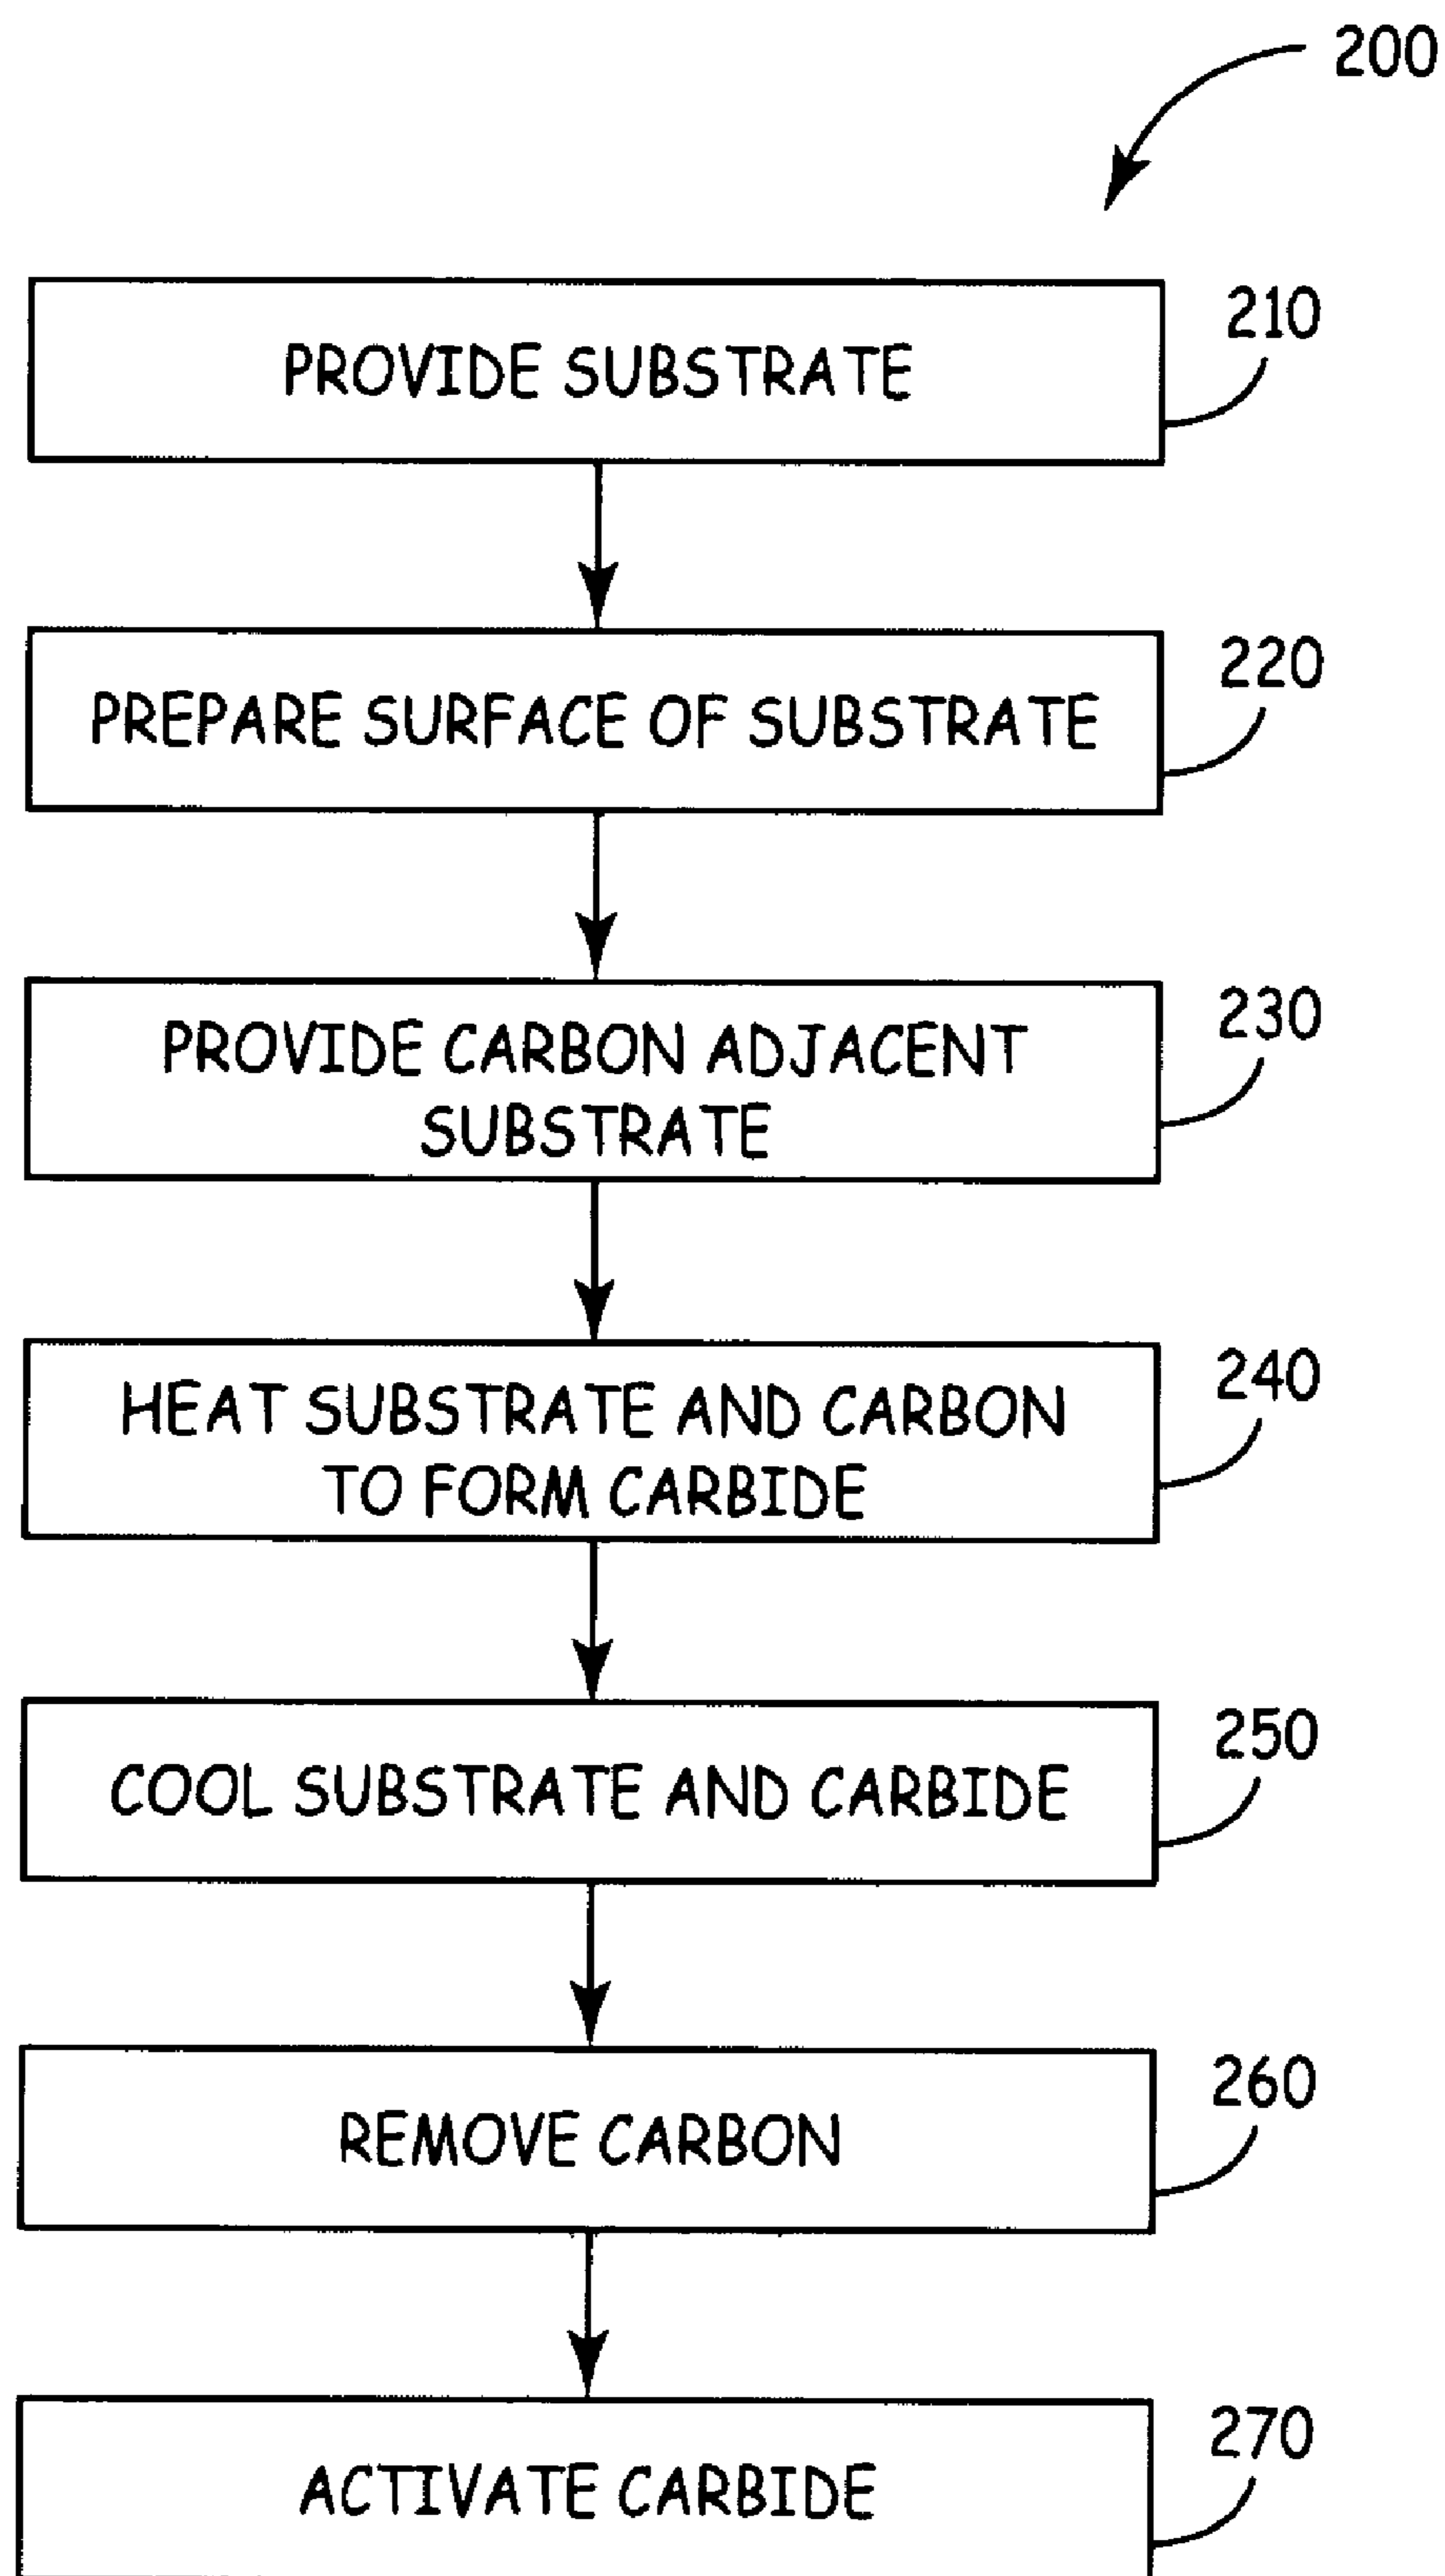 200
PROVIDE SUBSTRATE
210
PREPARE SURFACE OF SUBSTRATE
220
PROVIDE CARBON ADJACENT
SUBSTRATE
230
HEAT SUBSTRATE AND CARBON
TO FORM CARBIDE
240
COOL SUBSTRATE AND CARBIDE
250
REMOVE CARBON
260
ACTIVATE CARBIDE
270